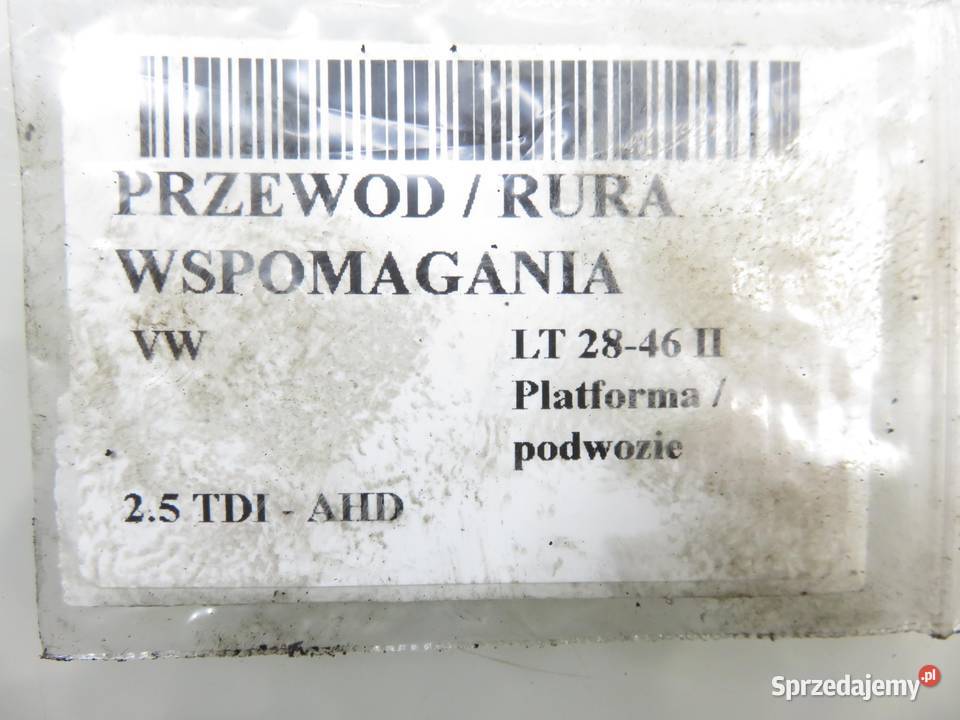 PRZEWOD / RURA
WSPOMAGANIA
VW
LT 28-46 II
Platforma /
podwozie
2.5 TDI - AHD
Sprzedajemy.pl